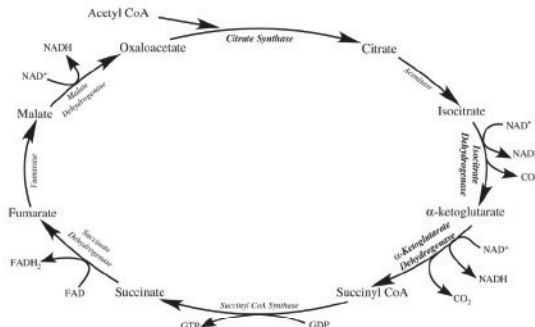 Acetyl CoA
Oxaloacetate
Citrate Synthase
Citrate
Aconitase
Isocitrate
NAD⁺
Isocitrate
Dehydrogenase
NADH
CO
α-ketoglutarate
α-Ketoglutarate
Dehydrogenase
NAD⁺
NADH
CO₂
Succinyl CoA
Succinyl CoA Synthase
GDP
GTP
Succinate
Succinate
Dehydrogenase
FAD
FADH₂
Fumarate
Fumarase
Malate
Malate
Dehydrogenase
NAD⁺
NADH